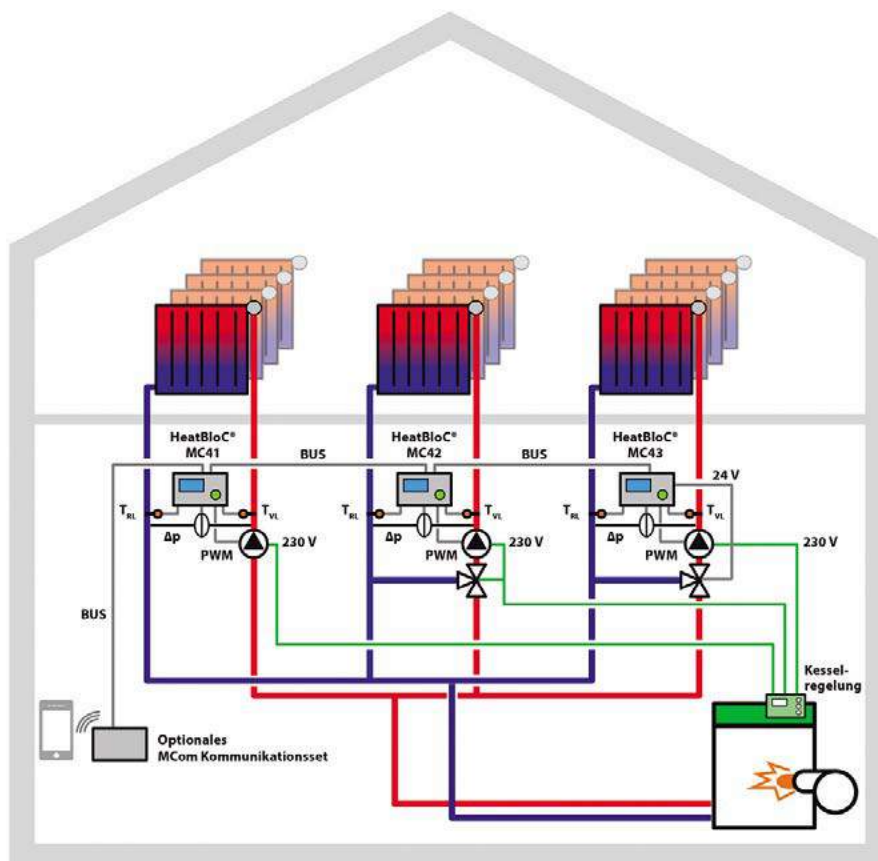 HeatBloC®
MC41
BUS
HeatBloC®
MC42
BUS
HeatBloC®
MC43
24 V
TRL
TVL
TRL
TVL
TRL
TVL
Δp
PWM
230 V
Δp
PWM
230 V
Δp
PWM
230 V
BUS
Kessel-
regelung
Optionales
MCom Kommunikationsset